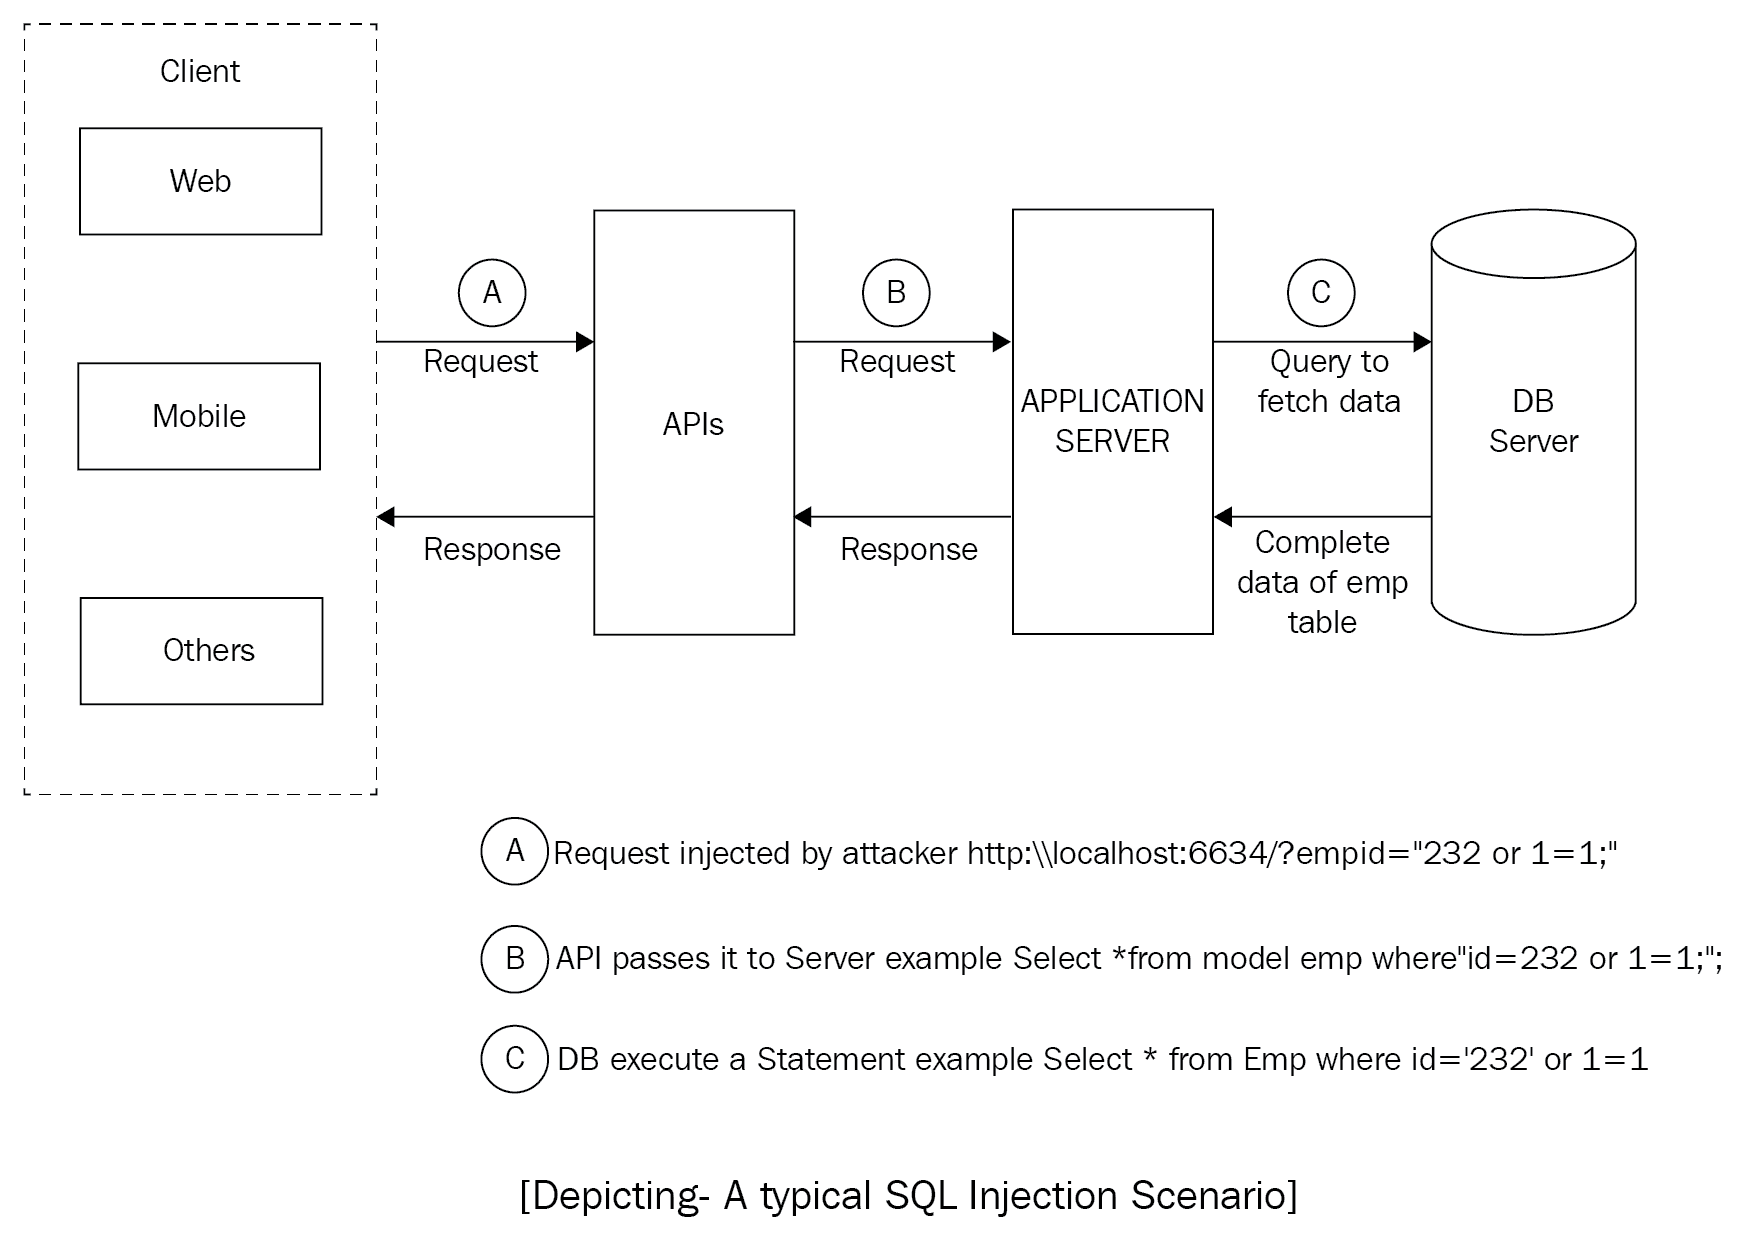 Client
Web
Mobile
Others
A
Request
Response
APIs
B
Request
Response
APPLICATION
SERVER
C
Query to
fetch data
Complete
data of emp
table
DB
Server
A Request injected by attacker http:\\localhost:6634/?empid="232 or 1=1;"
B API passes it to Server example Select *from model emp where"id=232 or 1=1;";
C DB execute a Statement example Select * from Emp where id='232' or 1=1
[Depicting- A typical SQL Injection Scenario]